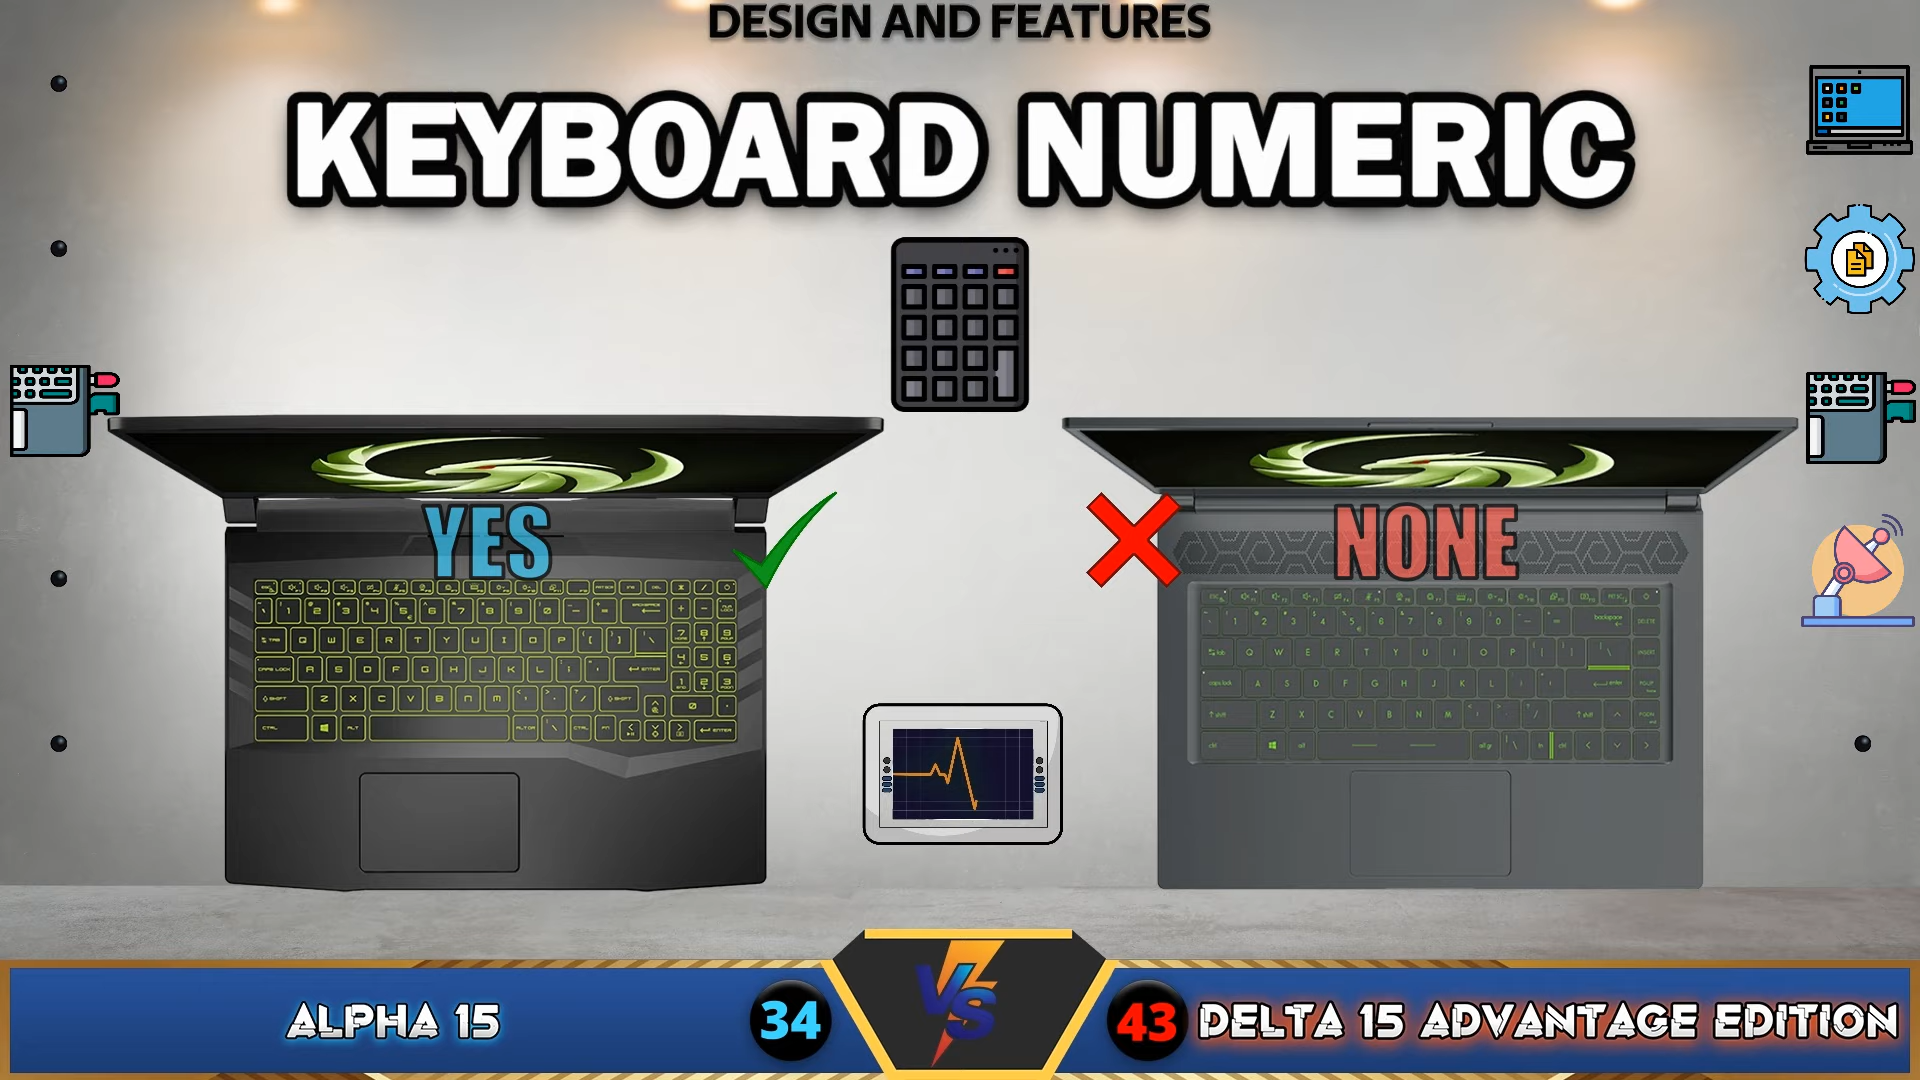 DESIGN AND FEATURES
KEYBOARD NUMERIC
YES
NONE
ALPHA 15
34
VS
43
DELTA 15 ADVANTAGE EDITION